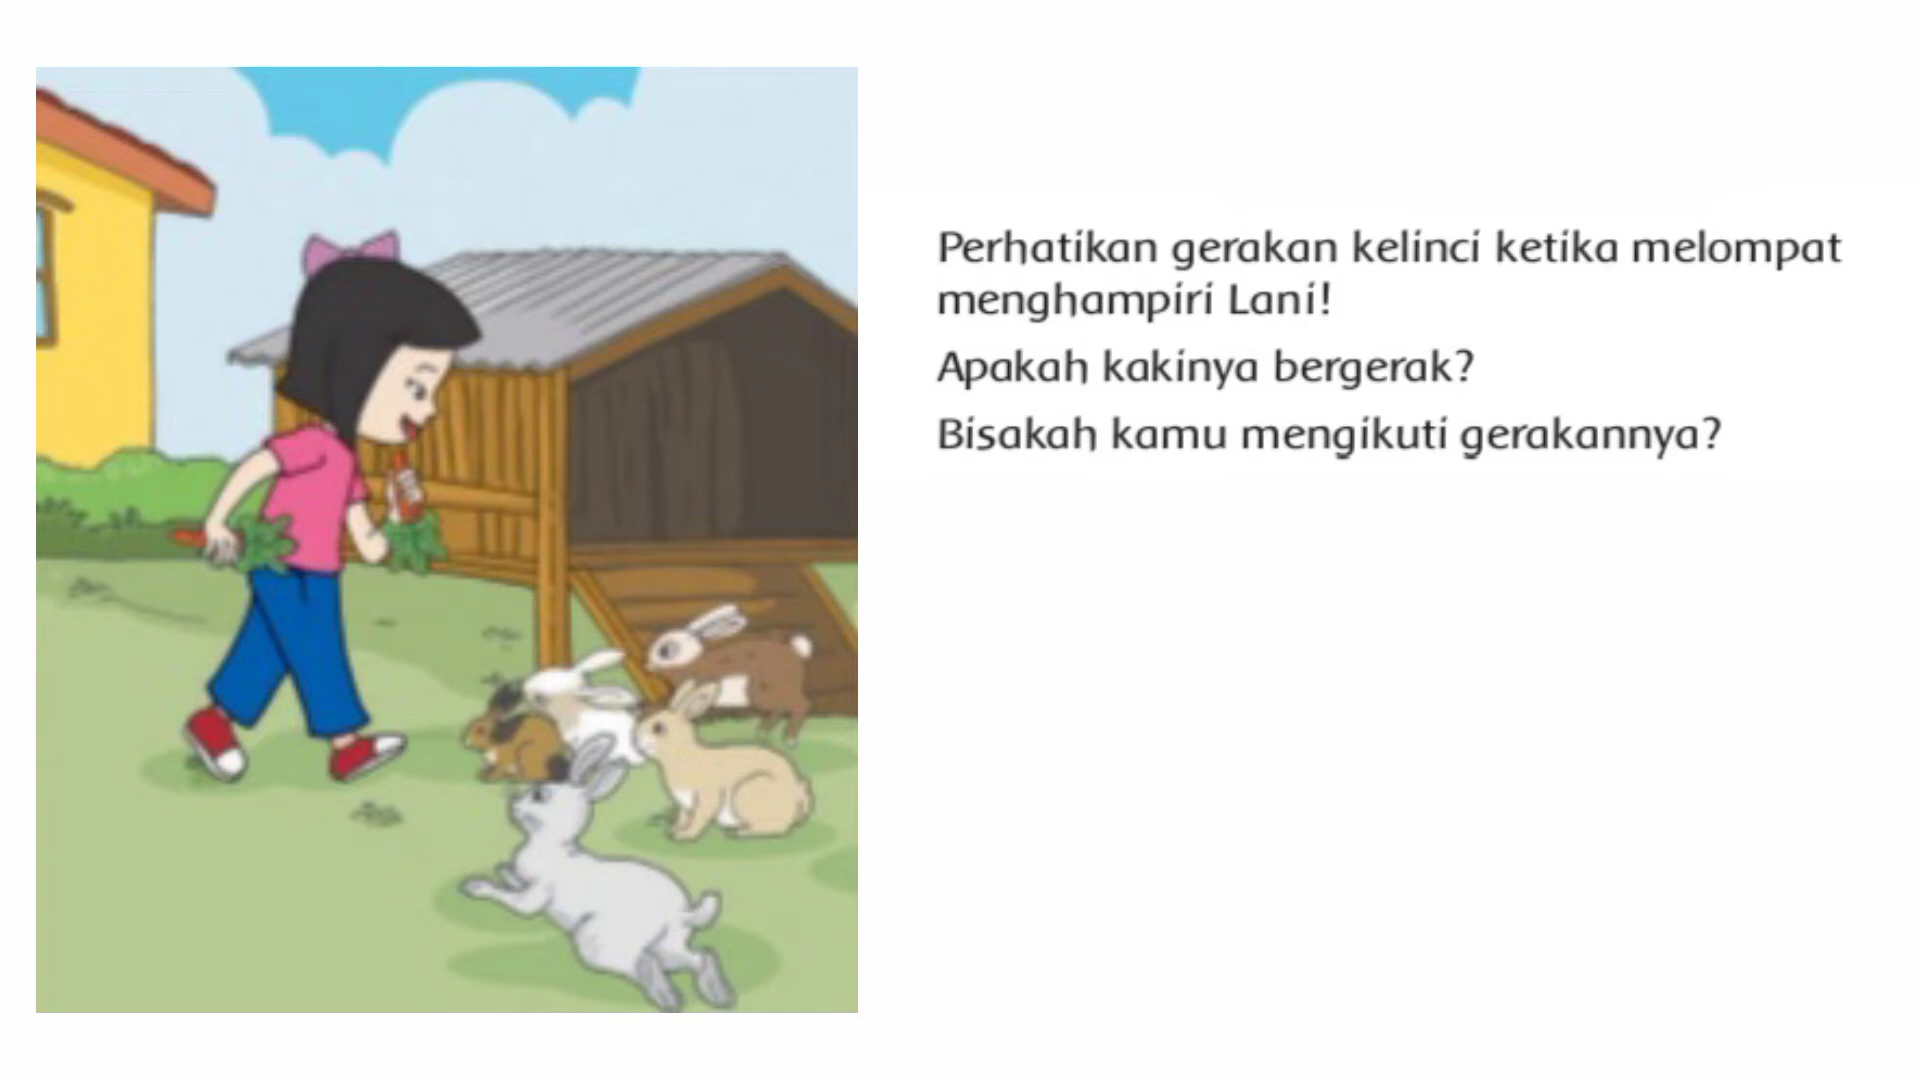 Perhatikan gerakan kelinci ketika melompat
menghampiri Lani!
Apakah kakinya bergerak?
Bisakah kamu mengikuti gerakannya?